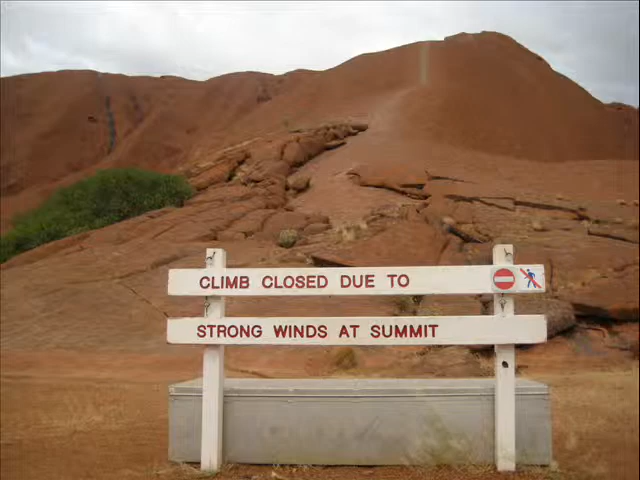 CLIMB CLOSED DUE TO
STRONG WINDS AT SUMMIT